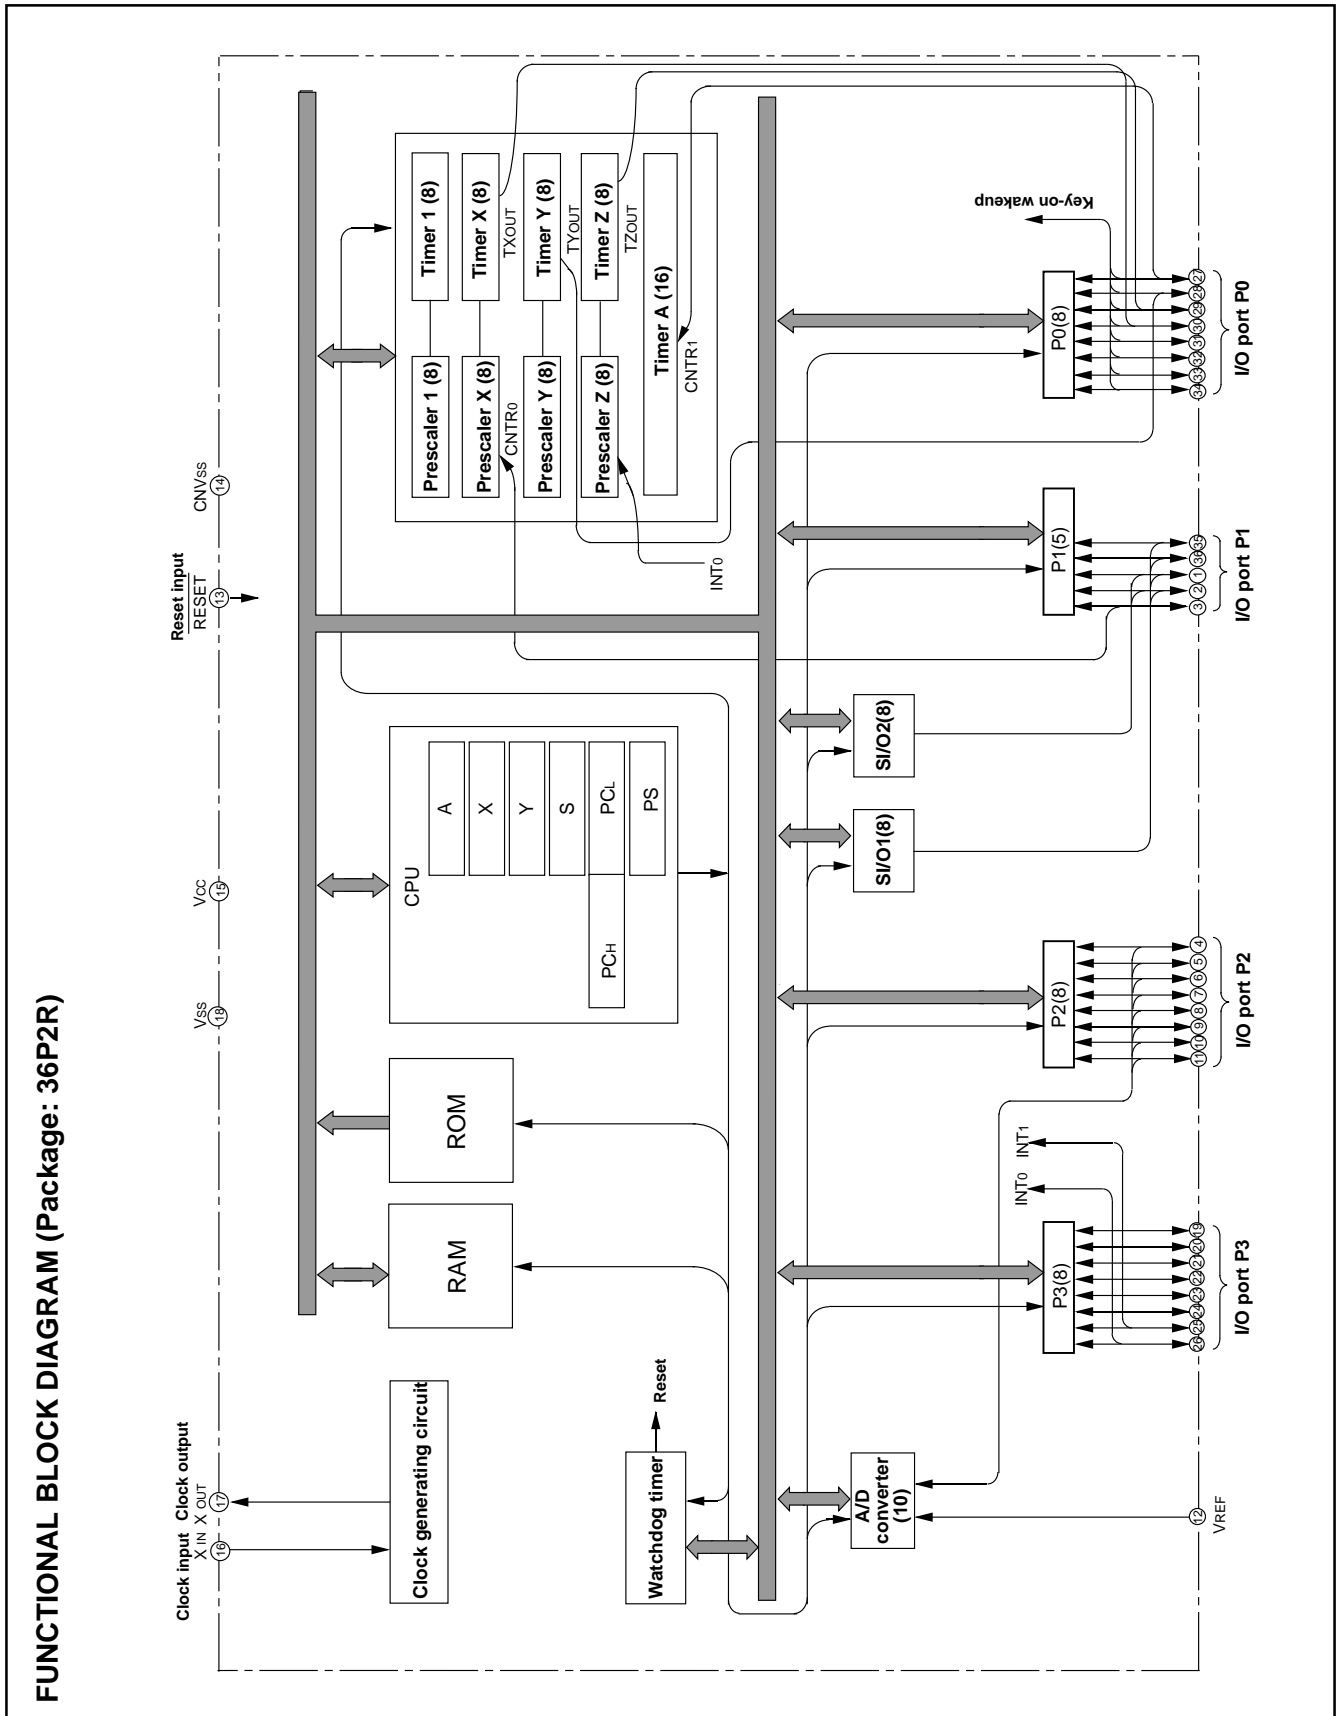 FUNCTIONAL BLOCK DIAGRAM (Package: 36P2R)
Clock input
Clock output
X IN
X OUT
16
17
VSS
18
VCC
15
Reset input
RESET
13
CNVSS
14
Clock generating circuit
RAM
ROM
CPU
A
X
Y
S
PCH
PCL
PS
Prescaler 1 (8)
Timer 1 (8)
Prescaler X (8)
Timer X (8)
CNTR0
TXOUT
Prescaler Y (8)
Timer Y (8)
TYOUT
Prescaler Z (8)
Timer Z (8)
TZOUT
Timer A (16)
CNTR1
INT0
Watchdog timer
Reset
A/D
converter
(10)
SI/O1(8)
SI/O2(8)
INT0
INT1
Key-on wakeup
P3(8)
P2(8)
P1(5)
P0(8)
12
26 25 24 23 22 21 20 19
11 10 9 8 7 6 5 4
3 2 1 36 35
34 33 32 31 30 29 28 27
VREF
I/O port P3
I/O port P2
I/O port P1
I/O port P0